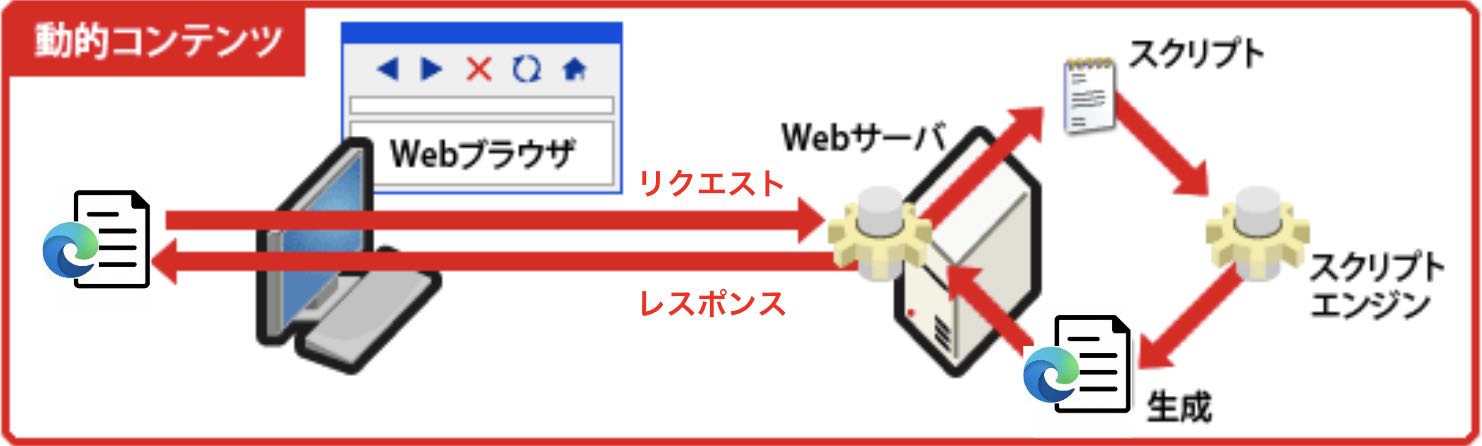 動的コンテンツ
Webブラウザ
リクエスト
レスポンス
Webサーバ
スクリプト
スクリプト
エンジン
生成